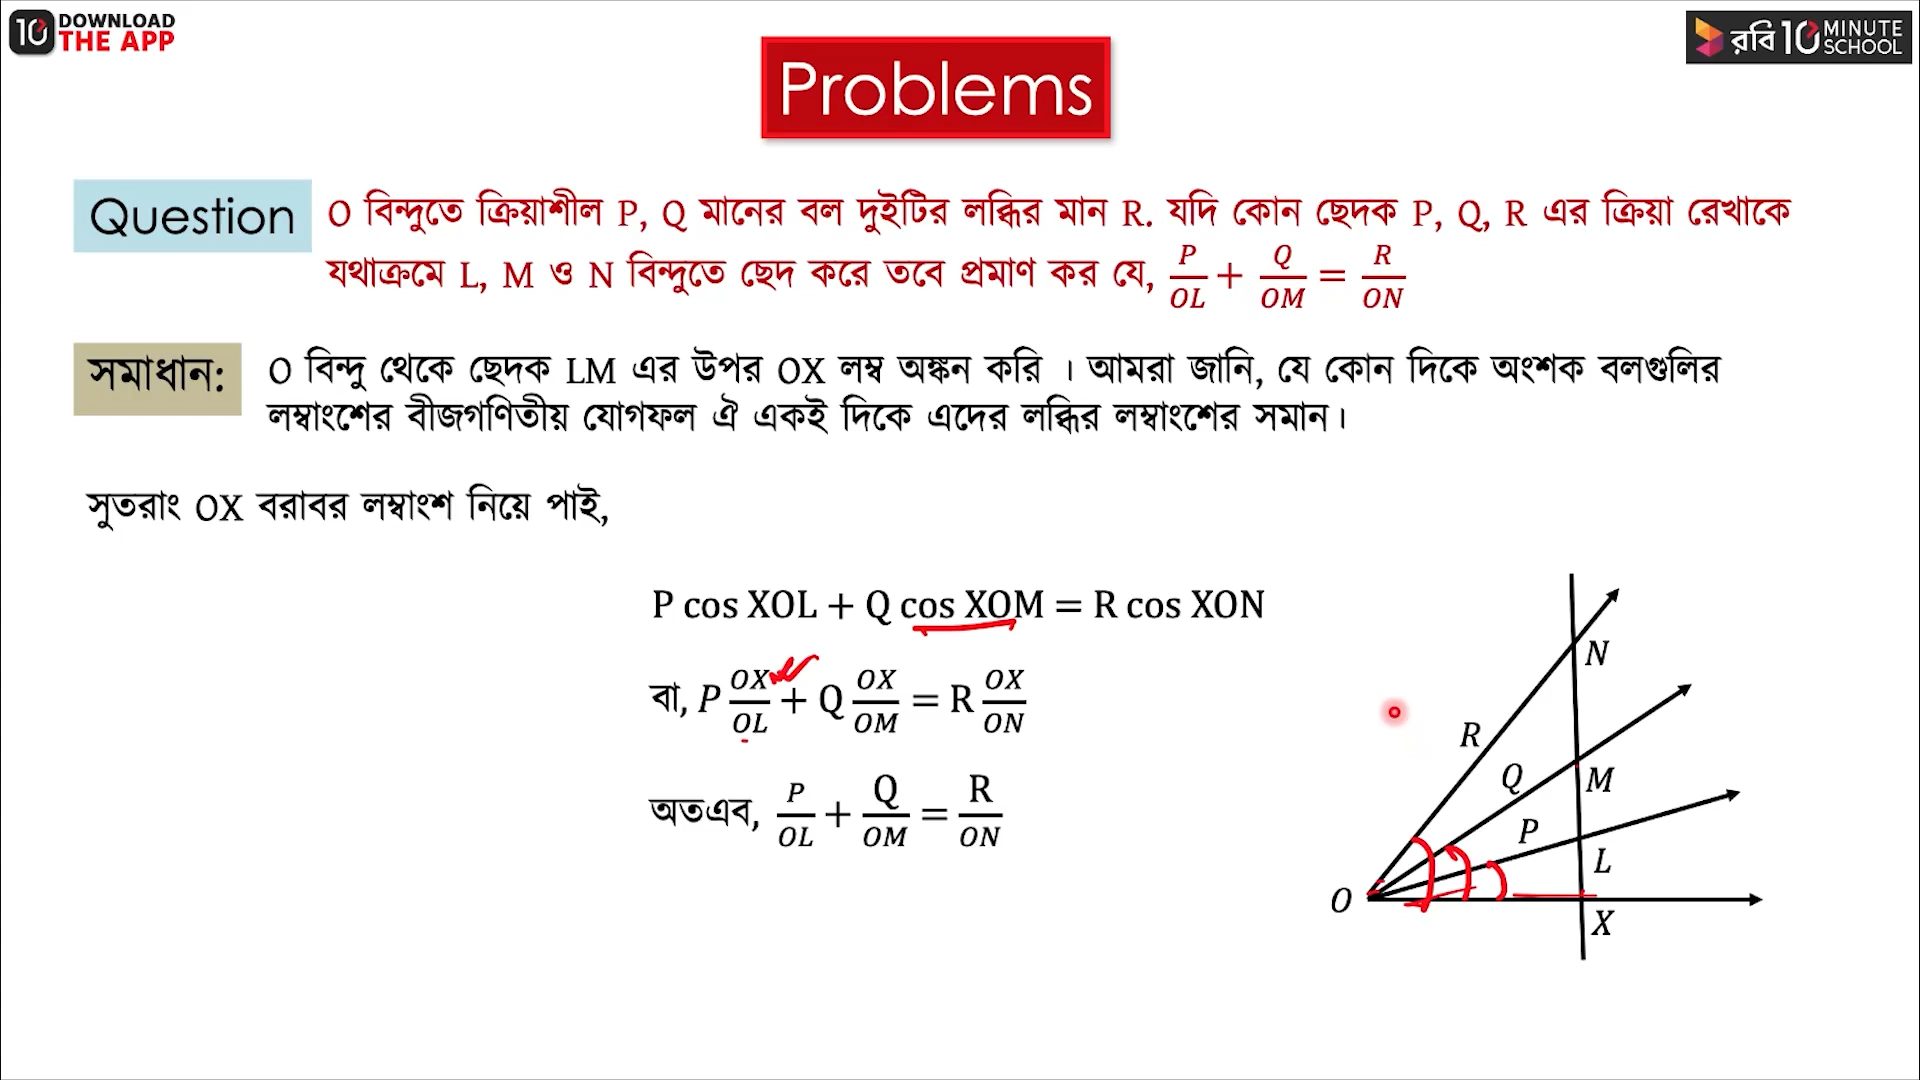 10 DOWNLOAD THE APP
রবি 10 MINUTE SCHOOL
Problems
Question
O বিন্দুতে ক্রিয়াশীল P, Q মানের বল দুইটির লব্ধির মান R. যদি কোন ছেদক P, Q, R এর ক্রিয়া রেখাকে
যথাক্রমে L, M ও N বিন্দুতে ছেদ করে তবে প্রমাণ কর যে, P/OL + Q/OM = R/ON
সমাধান:
O বিন্দু থেকে ছেদক LM এর উপর OX লম্ব অঙ্কন করি । আমরা জানি, যে কোন দিকে অংশক বলগুলির
লম্বাংশের বীজগণিতীয় যোগফল ঐ একই দিকে এদের লব্ধির লম্বাংশের সমান।
সুতরাং OX বরাবর লম্বাংশ নিয়ে পাই,
P cos XOL + Q cos XOM = R cos XON
বা, P OX/OL + Q OX/OM = R OX/ON
অতএব, P/OL + Q/OM = R/ON
N
R
Q
M
P
L
O
X